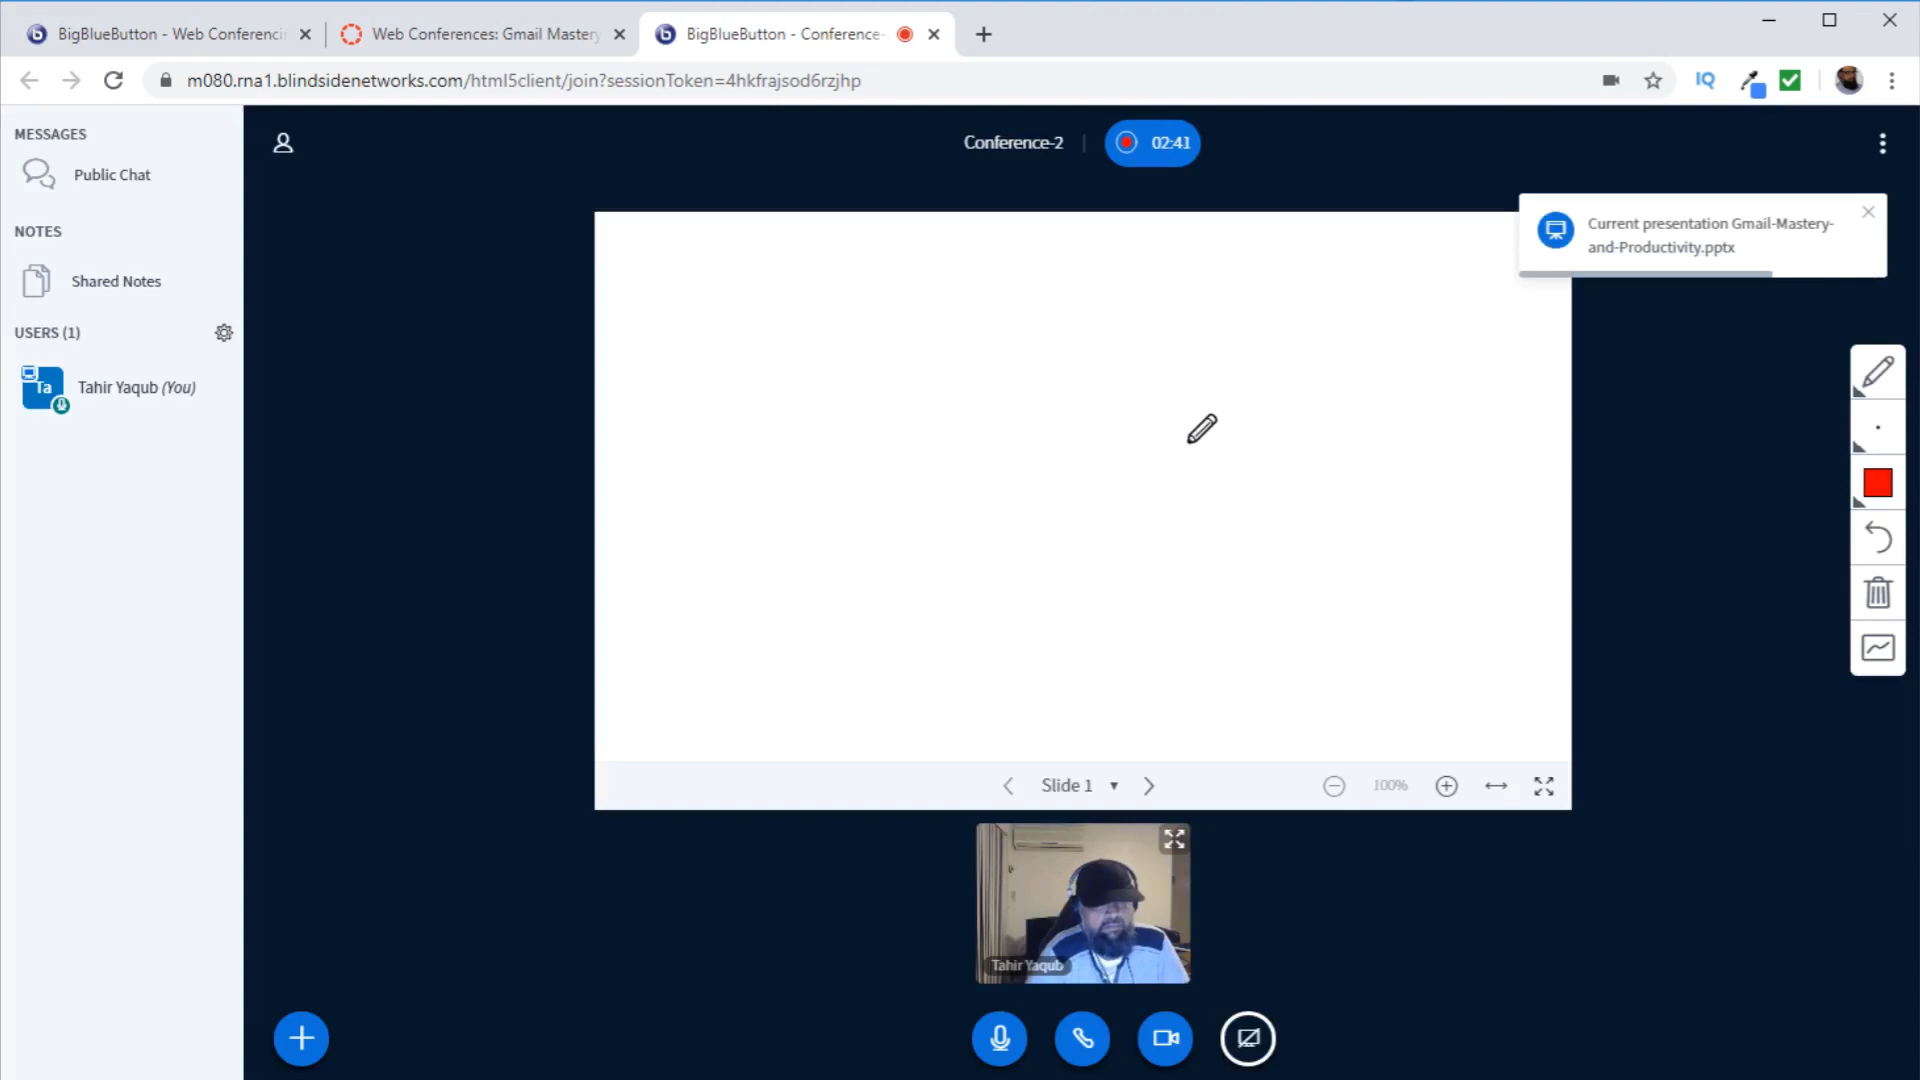 BigBlueButton - Web Conferenci
Web Conferences: Gmail Mastery
BigBlueButton - Conference-
m080.rna1.blindsidenetworks.com/html5client/join?sessionToken=4hkfrajsod6rzjhp
IQ
MESSAGES
Public Chat
NOTES
Shared Notes
USERS (1)
Ta
Tahir Yaqub (You)
Conference-2
02:41
Current presentation Gmail-Mastery-
and-Productivity.pptx
Slide 1
100%
Tahir Yaqub